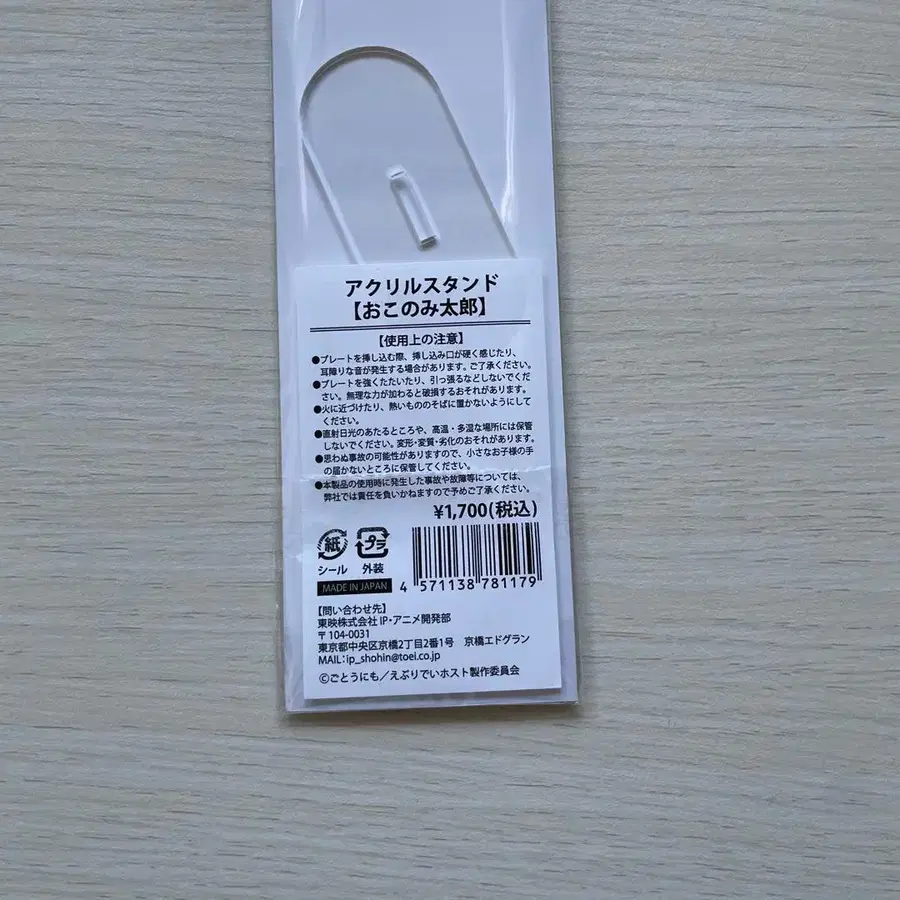 アクリルスタンド
【おこのみ太郎】
【使用上の注意】
●プレートを挿し込む際、挿し込み口が硬く感じたり、
耳障りな音が発生する場合があります。ご了承ください。
●プレートを強くたたいたり、引っ張るなどしないでくだ
さい。無理な力が加わると破損するおそれがあります。
●火に近づけたり、熱いもののそばに置かないようにして
ください。
●直射日光のあたるところや、高温・多湿な場所には保管
しないでください。変形・変質・劣化のおそれがあります。
●思わぬ事故の可能性がありますので、小さなお子様の手
の届かないところに保管してください。
●本製品の使用時に発生した事故や故障等については、
弊社では責任を負いかねますので予めご了承ください。
¥1,700(税込)
紙 プラ
シール 外装
MADE IN JAPAN
4 571138 781179
【問い合わせ先】
東映株式会社 IP・アニメ開発部
〒104-0031
東京都中央区京橋2丁目2番1号 京橋エドグラン
MAIL:ip_shohin@toei.co.jp
©ごとうにも/えぶりでいホスト製作委員会